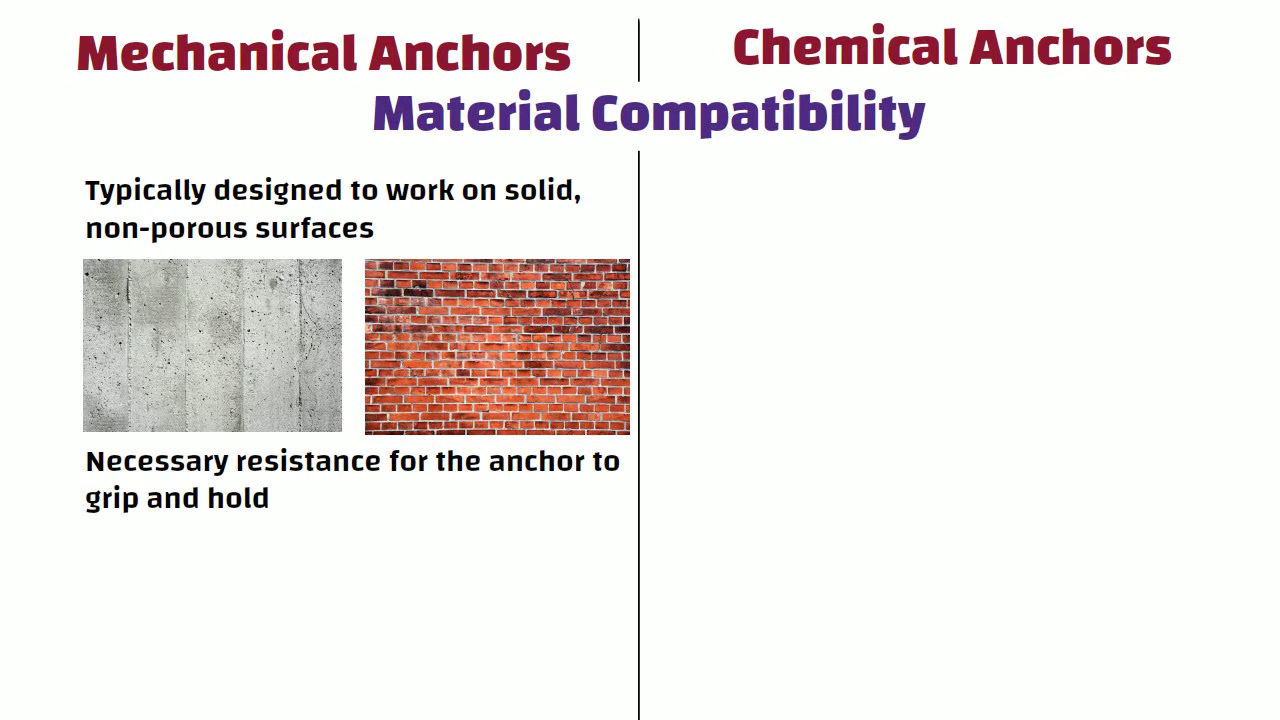 Mechanical Anchors
Chemical Anchors
Material Compatibility
Typically designed to work on solid,
non-porous surfaces
Necessary resistance for the anchor to
grip and hold